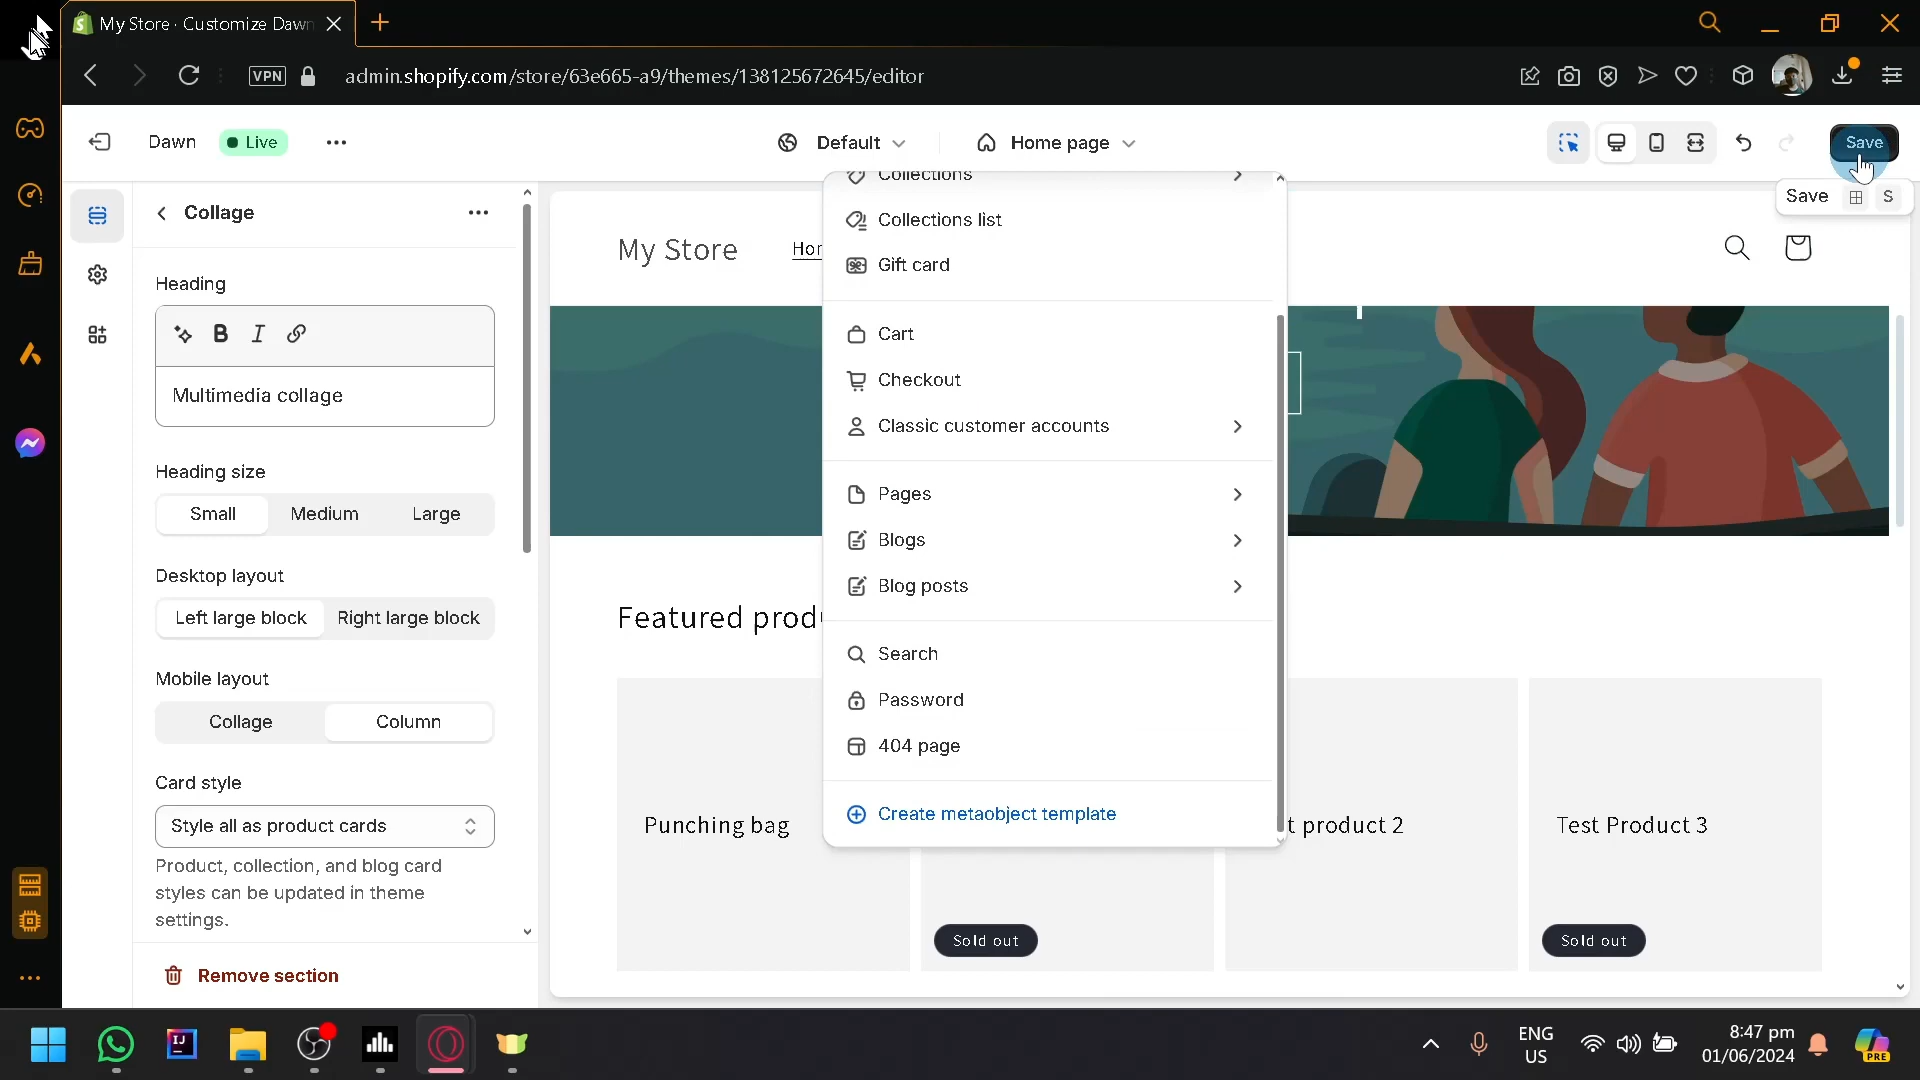 My Store · Customize Dawn
VPN
admin.shopify.com/store/63e665-a9/themes/138125672645/editor
Dawn
Live
Default
Home page
Save
Save
S
Collage
Heading
B I
Multimedia collage
Heading size
Small
Medium
Large
Desktop layout
Left large block
Right large block
Mobile layout
Collage
Column
Card style
Style all as product cards
Product, collection, and blog card
styles can be updated in theme
settings.
Remove section
Collections
Collections list
Gift card
Cart
Checkout
Classic customer accounts
Pages
Blogs
Blog posts
Search
Password
404 page
Create metaobject template
My Store
Hom
Featured produ
Punching bag
t product 2
Test Product 3
Sold out
Sold out
IJ
ENG
US
8:47 pm
01/06/2024
PRE